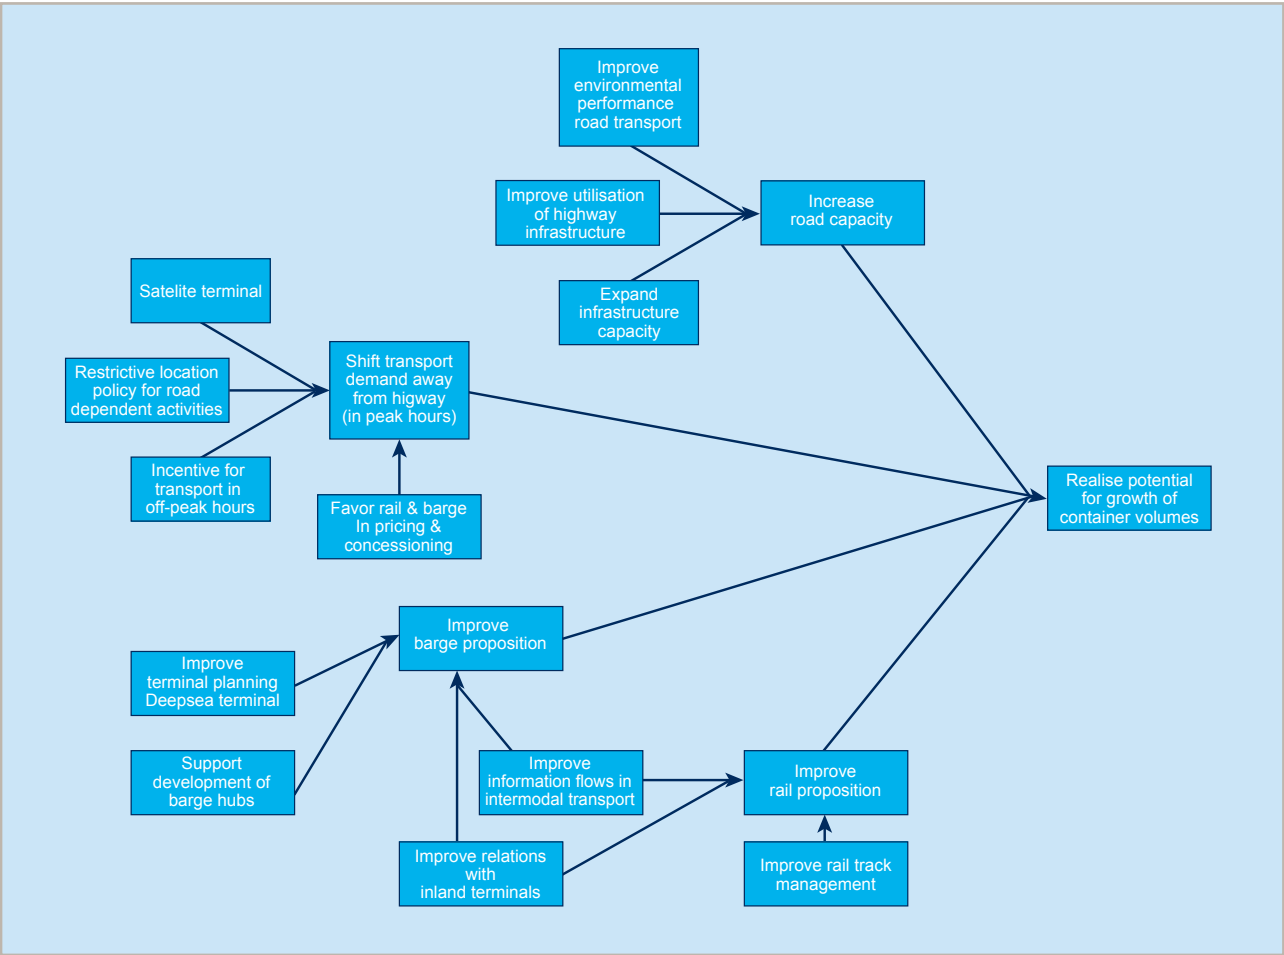 Improve
environmental
performance
road transport
Improve utilisation
of highway
infrastructure
Increase
road capacity
Expand
infrastructure
capacity
Satelite terminal
Restrictive location
policy for road
dependent activities
Shift transport
demand away
from higway
(in peak hours)
Incentive for
transport in
off-peak hours
Favor rail & barge
In pricing &
concessioning
Realise potential
for growth of
container volumes
Improve
barge proposition
Improve
terminal planning
Deepsea terminal
Support
development of
barge hubs
Improve
information flows in
intermodal transport
Improve
rail proposition
Improve relations
with
inland terminals
Improve rail track
management